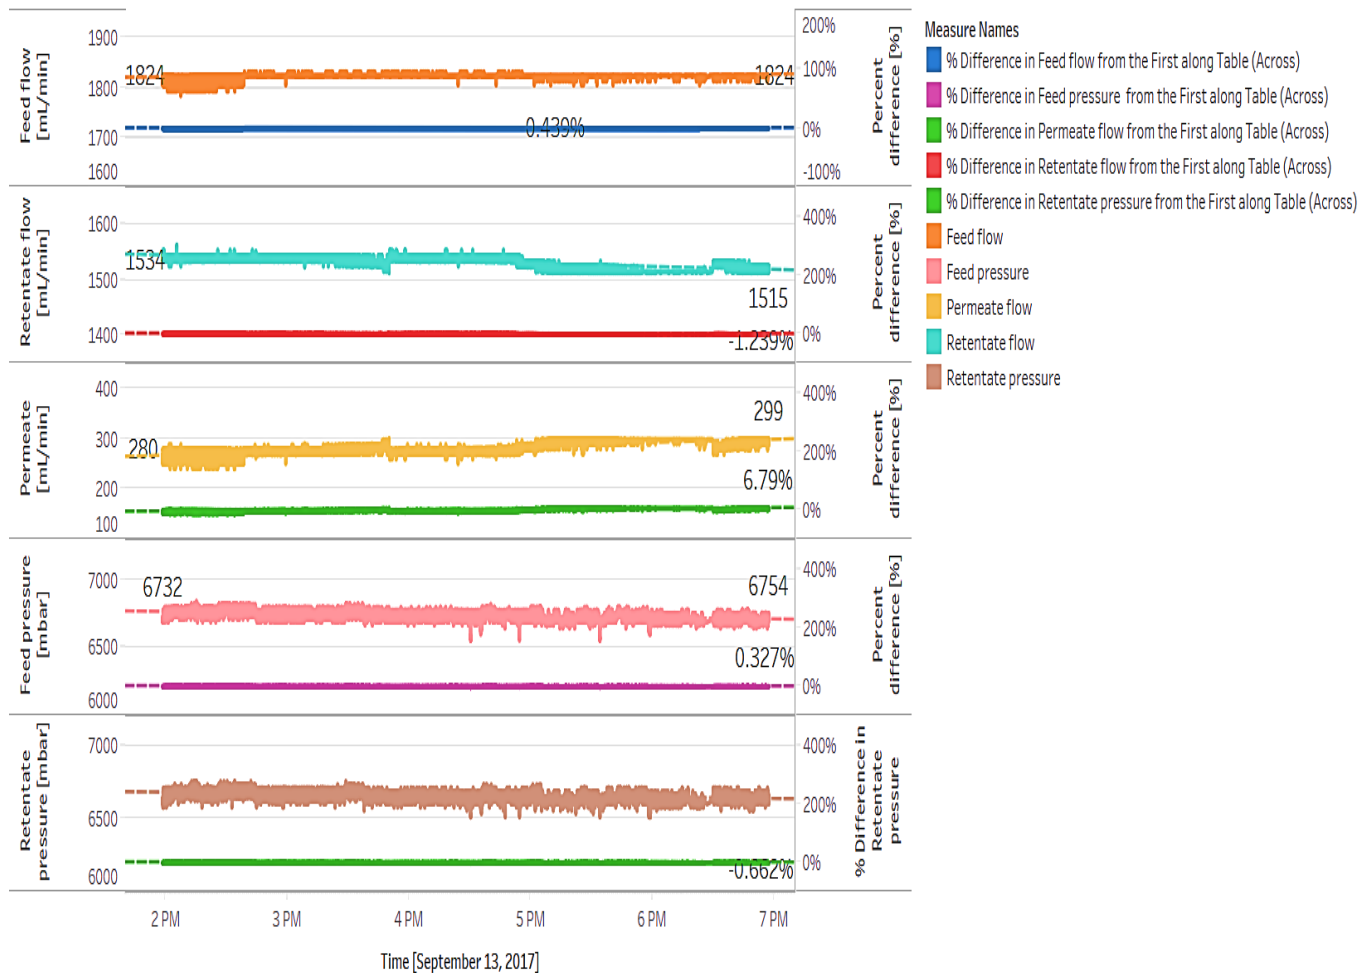 Feed flow
[mL/min]
1900
1800
1700
1600
1824
1824
0.439%
200%
100%
0%
-100%
Percent
difference [%]
Retentate flow
[mL/min]
1600
1500
1400
1534
1515
-1.239%
400%
200%
0%
Percent
difference [%]
Permeate
[mL/min]
400
300
200
100
280
299
6.79%
400%
200%
0%
Percent
difference [%]
Feed pressure
[mbar]
7000
6500
6000
6732
6754
0.327%
400%
200%
0%
Percent
difference [%]
Retentate
pressure [mbar]
7000
6500
6000
-0.662%
400%
200%
0%
% Difference in
Retentate
pressure
2 PM
3 PM
4 PM
5 PM
6 PM
7 PM
Time [September 13, 2017]
Measure Names
% Difference in Feed flow from the First along Table (Across)
% Difference in Feed pressure from the First along Table (Across)
% Difference in Permeate flow from the First along Table (Across)
% Difference in Retentate flow from the First along Table (Across)
% Difference in Retentate pressure from the First along Table (Across)
Feed flow
Feed pressure
Permeate flow
Retentate flow
Retentate pressure